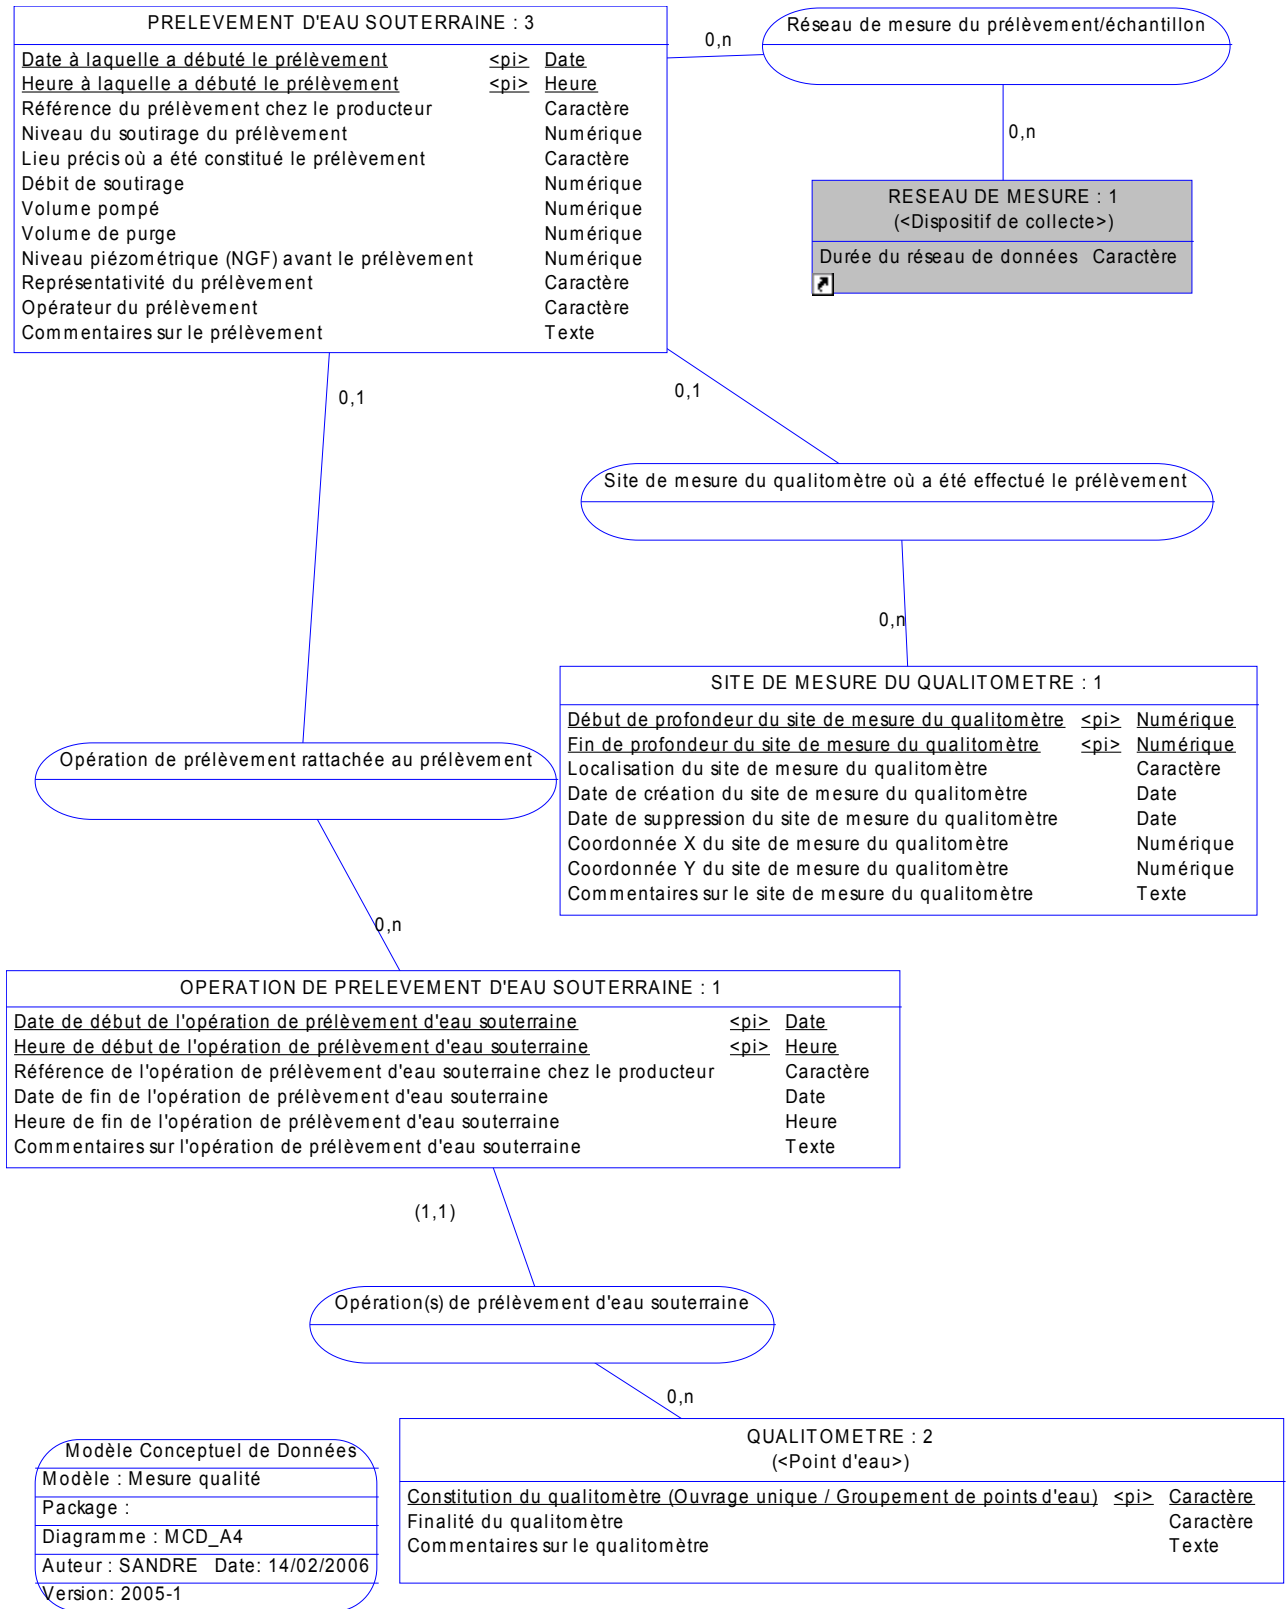 PRELEVEMENT D'EAU SOUTERRAINE : 3
Date à laquelle a débuté le prélèvement <pi> Date
Heure à laquelle a débuté le prélèvement <pi> Heure
Référence du prélèvement chez le producteur Caractère
Niveau du soutirage du prélèvement Numérique
Lieu précis où a été constitué le prélèvement Caractère
Débit de soutirage Numérique
Volume pompé Numérique
Volume de purge Numérique
Niveau piézométrique (NGF) avant le prélèvement Numérique
Représentativité du prélèvement Caractère
Opérateur du prélèvement Caractère
Commentaires sur le prélèvement Texte
0,n
Réseau de mesure du prélèvement/échantillon
0,n
RESEAU DE MESURE : 1
(<Dispositif de collecte>)
Durée du réseau de données Caractère
0,1
0,1
Site de mesure du qualitomètre où a été effectué le prélèvement
0,n
SITE DE MESURE DU QUALITOMETRE : 1
Début de profondeur du site de mesure du qualitomètre <pi> Numérique
Fin de profondeur du site de mesure du qualitomètre <pi> Numérique
Localisation du site de mesure du qualitomètre Caractère
Date de création du site de mesure du qualitomètre Date
Date de suppression du site de mesure du qualitomètre Date
Coordonnée X du site de mesure du qualitomètre Numérique
Coordonnée Y du site de mesure du qualitomètre Numérique
Commentaires sur le site de mesure du qualitomètre Texte
Opération de prélèvement rattachée au prélèvement
0,n
OPERATION DE PRELEVEMENT D'EAU SOUTERRAINE : 1
Date de début de l'opération de prélèvement d'eau souterraine <pi> Date
Heure de début de l'opération de prélèvement d'eau souterraine <pi> Heure
Référence de l'opération de prélèvement d'eau souterraine chez le producteur Caractère
Date de fin de l'opération de prélèvement d'eau souterraine Date
Heure de fin de l'opération de prélèvement d'eau souterraine Heure
Commentaires sur l'opération de prélèvement d'eau souterraine Texte
(1,1)
Opération(s) de prélèvement d'eau souterraine
0,n
QUALITOMETRE : 2
(<Point d'eau>)
Constitution du qualitomètre (Ouvrage unique / Groupement de points d'eau) <pi> Caractère
Finalité du qualitomètre Caractère
Commentaires sur le qualitomètre Texte
Modèle Conceptuel de Données
Modèle : Mesure qualité
Package :
Diagramme : MCD_A4
Auteur : SANDRE Date: 14/02/2006
Version: 2005-1